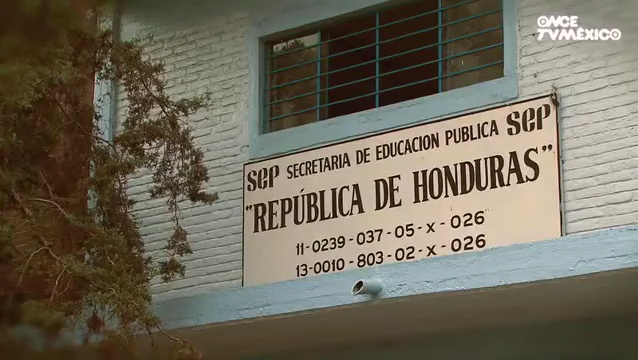 ONCE
TV MÉXICO
sep SECRETARIA DE EDUCACION PUBLICA sep
"REPÚBLICA DE HONDURAS"
11-0239-037-05-x-026
13-0010-803-02-x-026